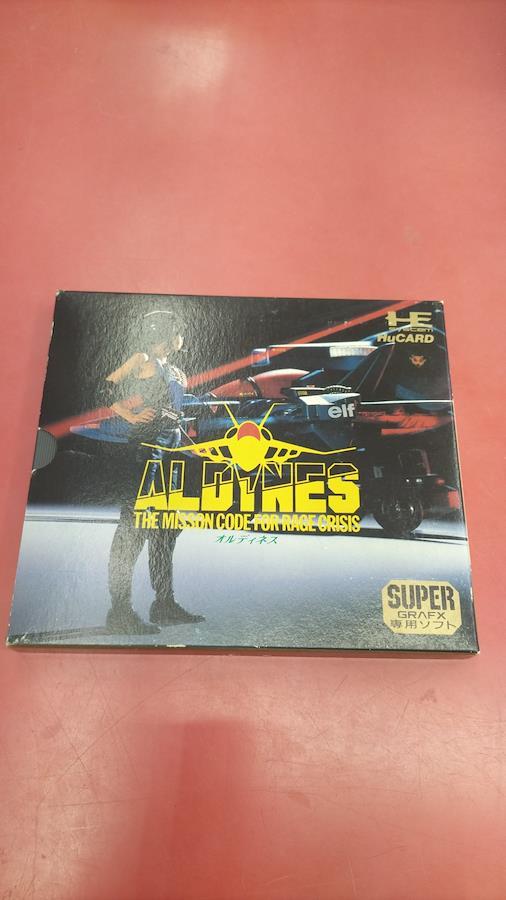 HE
System
HuCARD
elf
ALDYNES
THE MISSON CODE FOR RAGE CRISIS
オルディネス
SUPER
GRAFX
専用ソフト